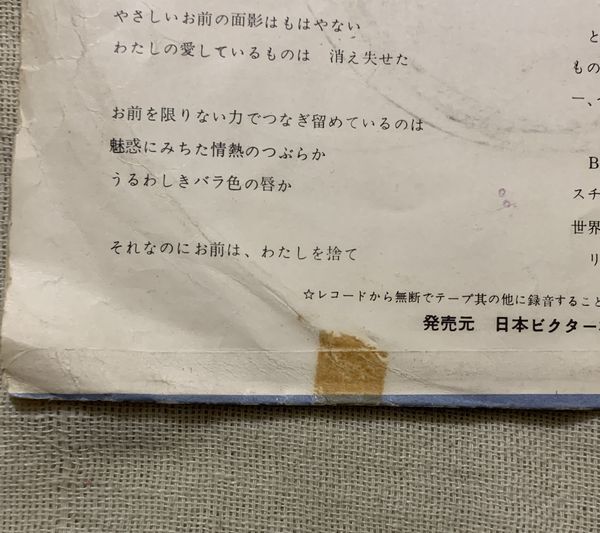 やさしいお前の面影はもはやない
わたしの愛しているものは　消え失せた
お前を限りない力でつなぎ留めているのは
魅惑にみちた情熱のつぶらか
うるわしきバラ色の唇か
それなのにお前は、わたしを捨て
と
もの
一、
B
スチ
世界
リ
☆レコードから無断でテープ其の他に録音すること
発売元　日本ビクター